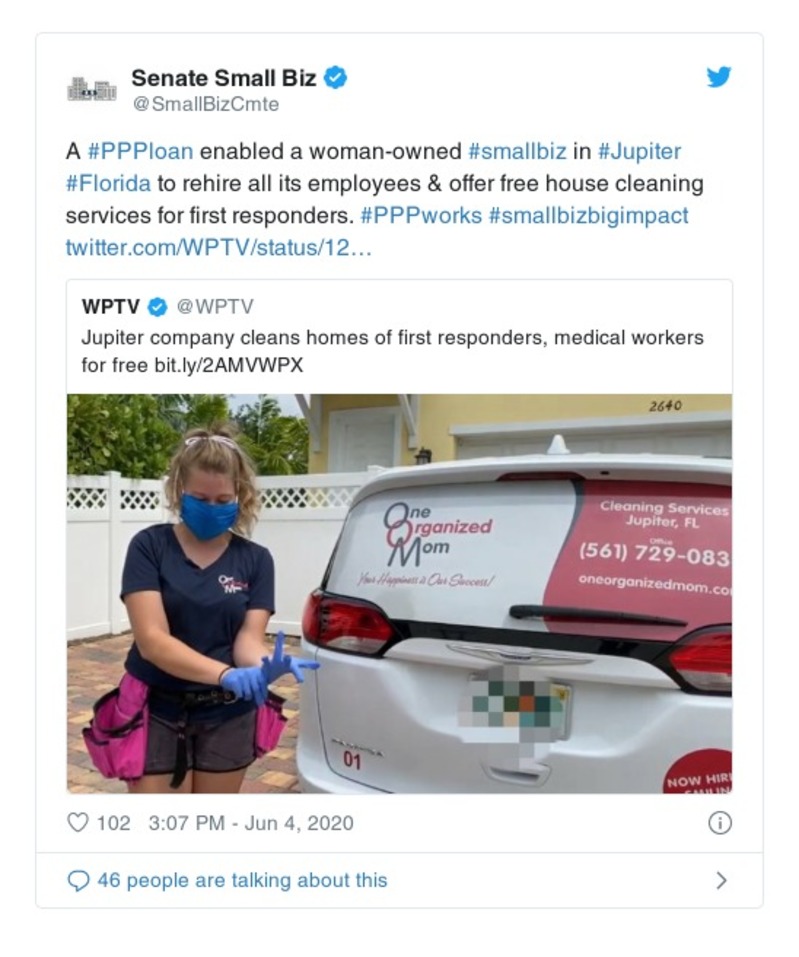 Senate Small Biz
@SmallBizCmte
A #PPPloan enabled a woman-owned #smallbiz in #Jupiter
#Florida to rehire all its employees & offer free house cleaning
services for first responders. #PPPworks #smallbizbigimpact
twitter.com/WPTV/status/12…
WPTV @WPTV
Jupiter company cleans homes of first responders, medical workers
for free bit.ly/2AMVWPX
2640
One
Organized
Mom
Your Happiness is Our Success!
Cleaning Services
Jupiter, FL
Office
(561) 729-083
oneorganizedmom.co
01
NOW HIRI
102 3:07 PM - Jun 4, 2020
46 people are talking about this